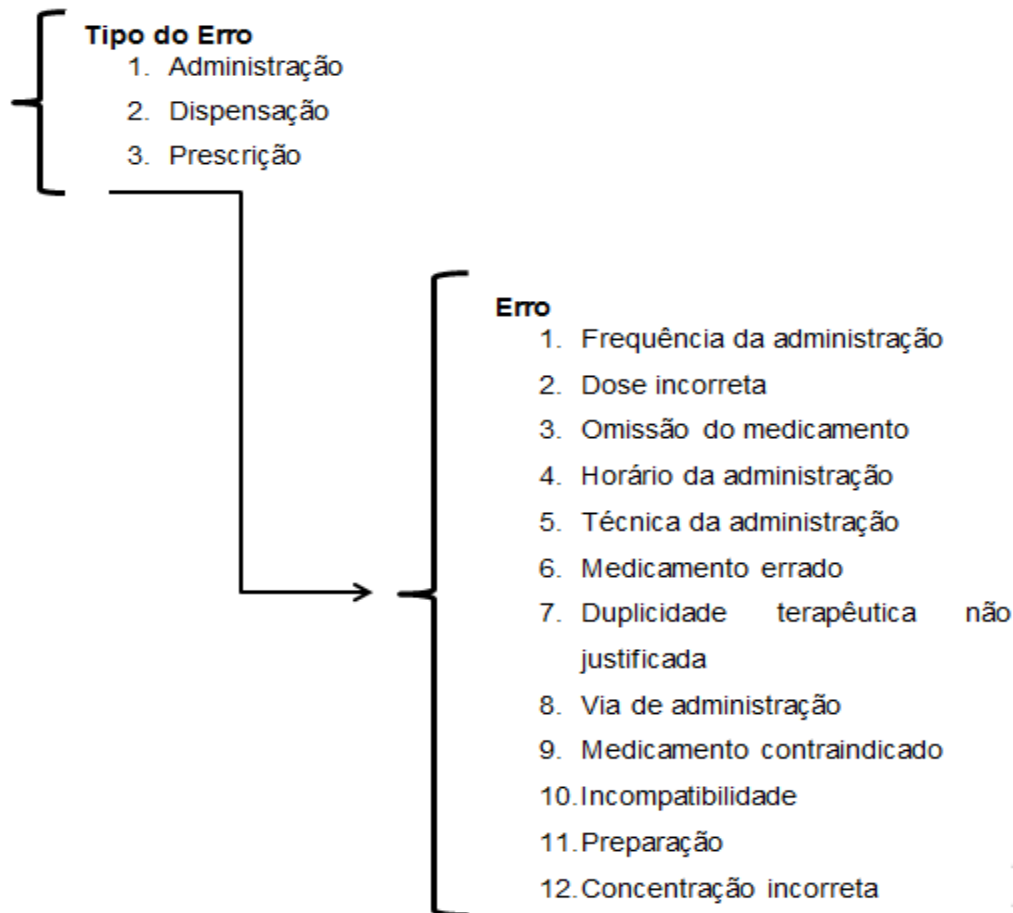 Tipo do Erro
1. Administração
2. Dispensação
3. Prescrição
Erro
1. Frequência da administração
2. Dose incorreta
3. Omissão do medicamento
4. Horário da administração
5. Técnica da administração
6. Medicamento errado
7. Duplicidade terapêutica não
justificada
8. Via de administração
9. Medicamento contraindicado
10. Incompatibilidade
11. Preparação
12. Concentração incorreta